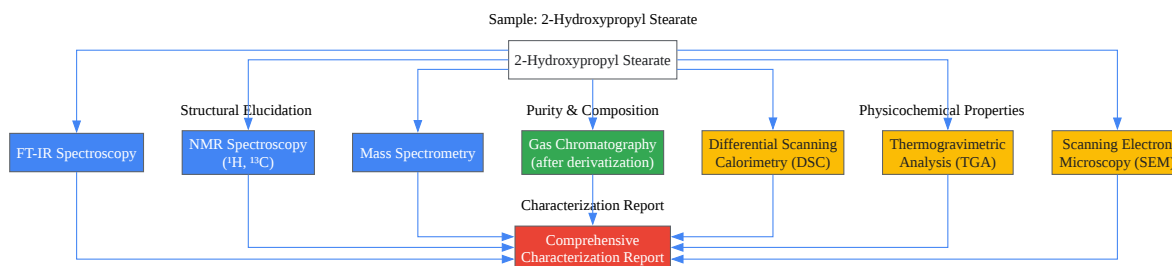 Sample: 2-Hydroxypropyl Stearate
2-Hydroxypropyl Stearate
Structural Elucidation
Purity & Composition
Physicochemical Properties
FT-IR Spectroscopy
NMR Spectroscopy
(¹H, ¹³C)
Mass Spectrometry
Gas Chromatography
(after derivatization)
Differential Scanning
Calorimetry (DSC)
Thermogravimetric
Analysis (TGA)
Scanning Electron
Microscopy (SEM)
Characterization Report
Comprehensive
Characterization Report